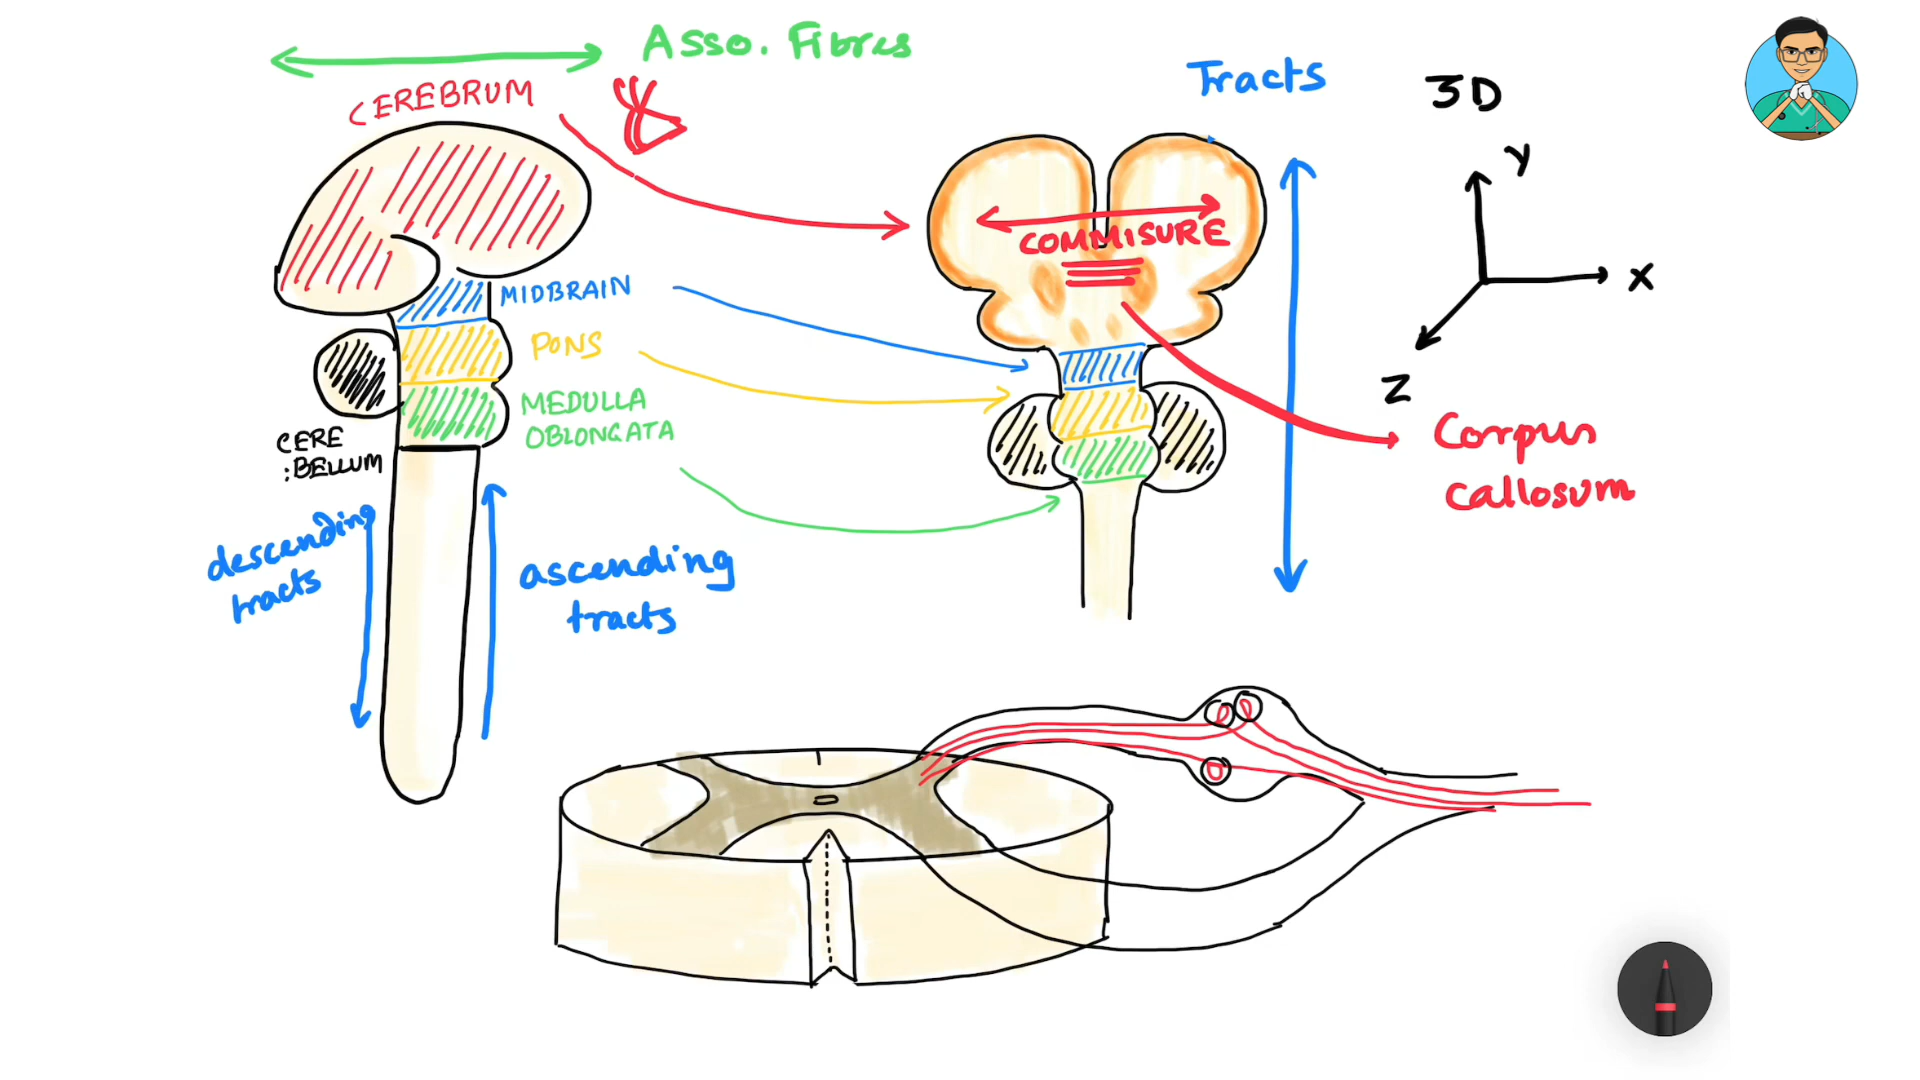 Asso. Fibres
CEREBRUM
Tracts
3D
Y
X
Z
COMMISURE
MIDBRAIN
PONS
MEDULLA
OBLONGATA
CERE
:BELLUM
Corpus
callosum
descending
tracts
ascending
tracts